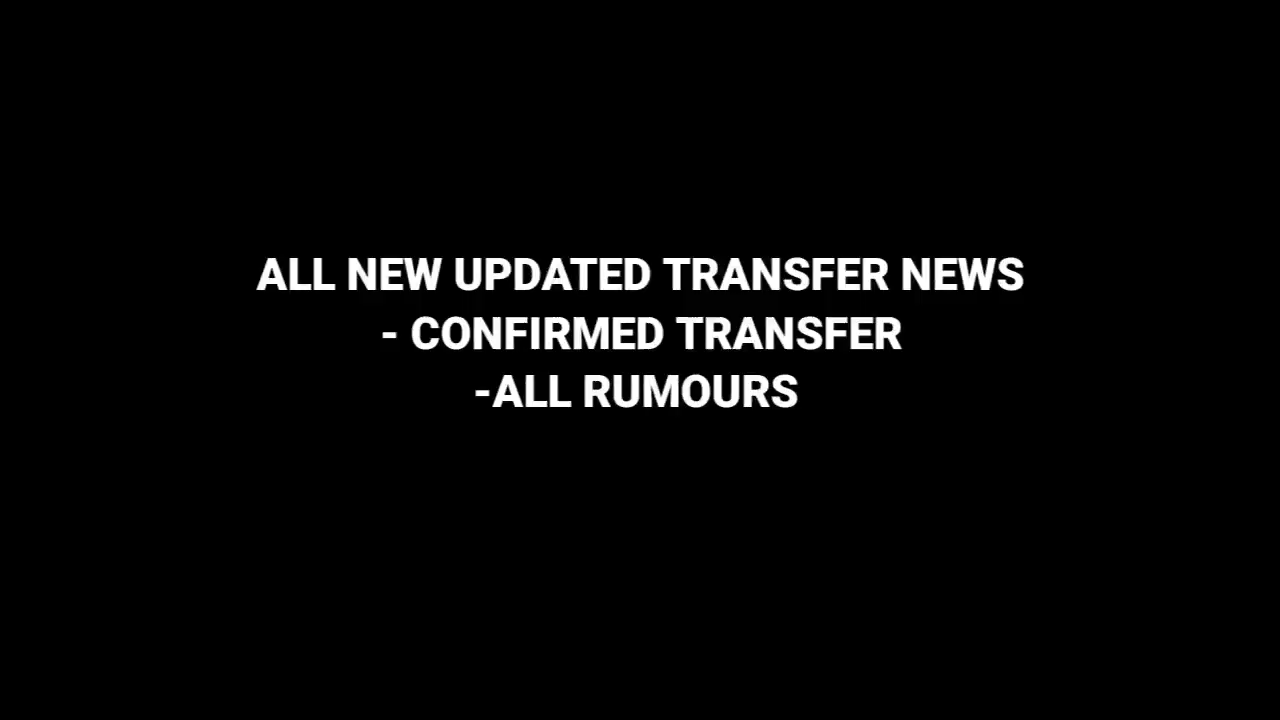 ALL NEW UPDATED TRANSFER NEWS
- CONFIRMED TRANSFER
-ALL RUMOURS